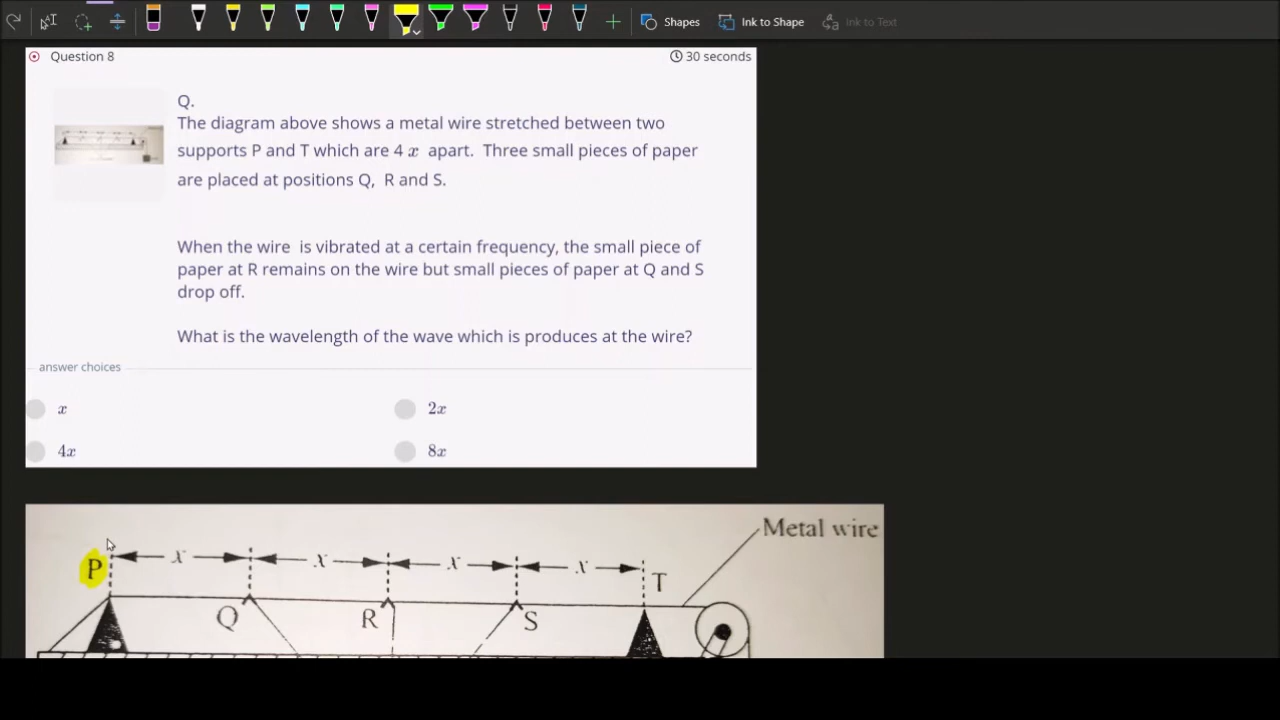 Shapes
Ink to Shape
Ink to Text
Question 8
30 seconds
Q.
The diagram above shows a metal wire stretched between two
supports P and T which are 4 x apart. Three small pieces of paper
are placed at positions Q, R and S.
When the wire is vibrated at a certain frequency, the small piece of
paper at R remains on the wire but small pieces of paper at Q and S
drop off.
What is the wavelength of the wave which is produces at the wire?
answer choices
x
2x
4x
8x
Metal wire
x
x
x
x
P
T
Q
R
S